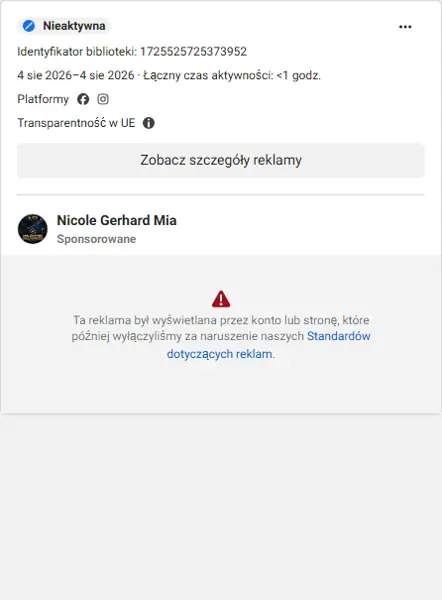 Nieaktywna
Identyfikator biblioteki: 1725525725373952
4 sie 2026–4 sie 2026 · Łączny czas aktywności: <1 godz.
Platformy
Transparentność w UE
Zobacz szczegóły reklamy
Nicole Gerhard Mia
Sponsorowane
Ta reklama był wyświetlana przez konto lub stronę, które
później wyłączyliśmy za naruszenie naszych Standardów
dotyczących reklam.